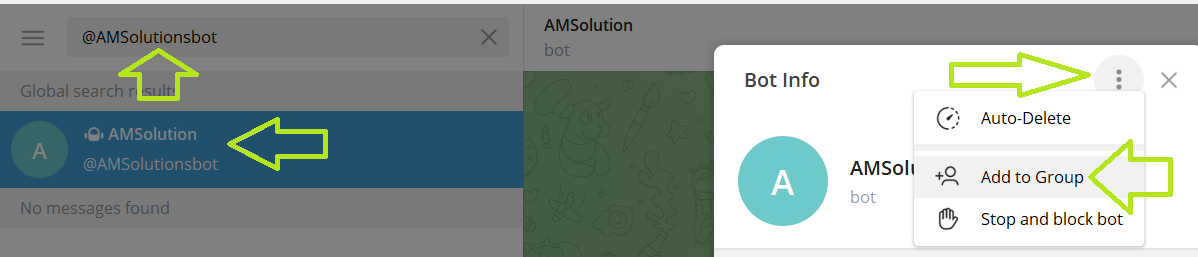 @AMSolutionsbot
Global search results
A
AMSolution
@AMSolutionsbot
No messages found
AMSolution
bot
Bot Info
A
AMSolu
bot
Auto-Delete
Add to Group
Stop and block bot